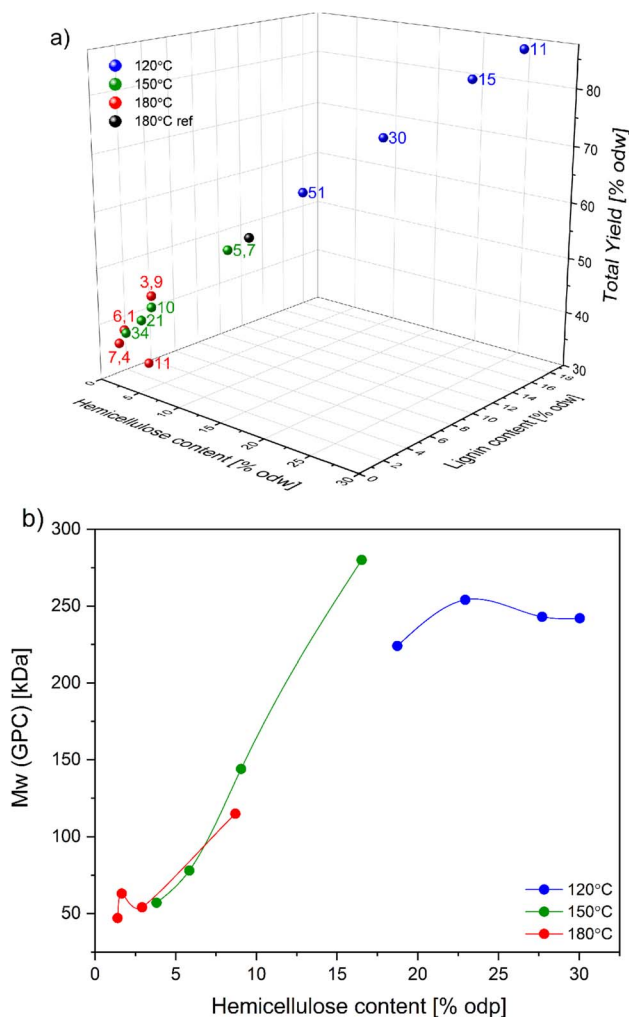 a)
120°C
150°C
180°C
180°C ref
11
15
30
51
5,7
3,9
10
6,1
21
34
7,4
11
80
70
60
50
40
30
Total Yield [% odw]
0
5
10
15
20
25
30
Hemicellulose content [% odw]
0
2
4
6
8
10
12
14
16
18
Lignin content [% odw]
b)
300
250
200
150
100
50
Mw (GPC) [kDa]
120°C
150°C
180°C
0 5 10 15 20 25 30
Hemicellulose content [% odp]